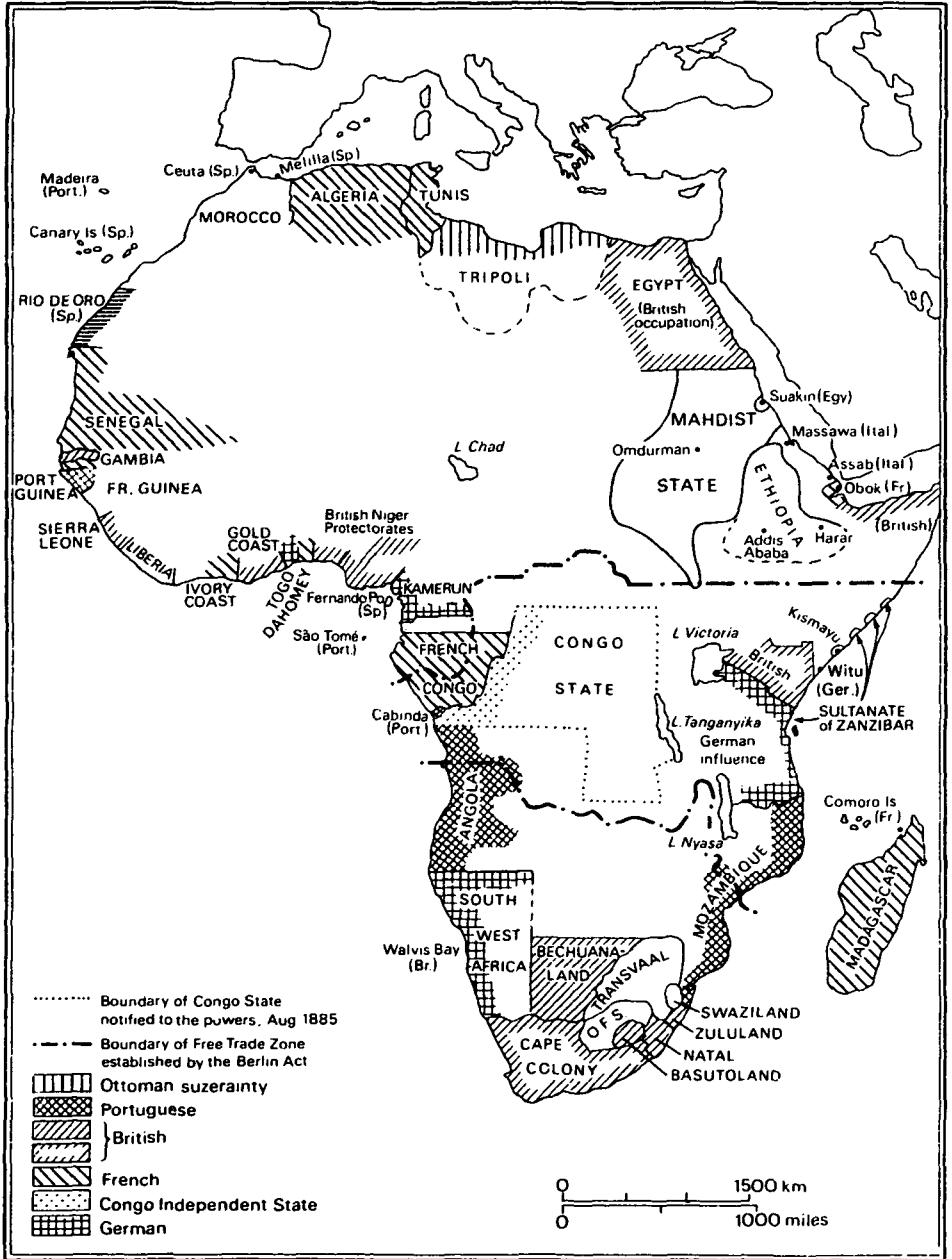 Ceuta (Sp.)
Melilla (Sp)
Madeira
(Port.)
ALGERIA
TUNIS
MOROCCO
Canary Is (Sp.)
TRIPOLI
EGYPT
(British
occupation)
RIO DE ORO
(Sp.)
Suakin (Egy)
MAHDIST
SENEGAL
Massawa (Ital)
L Chad
Omdurman
GAMBIA
Assab (Ital)
PORT
GUINEA
FR. GUINEA
STATE
ETHIOPIA
Obok (Fr)
SIERRA
LEONE
GOLD
COAST
British Niger
Protectorates
(British)
Addis
Ababa
Harar
LIBERIA
IVORY
COAST
TOGO
DAHOMEY
Fernando Po
(Sp)
KAMERUN
São Tomé
(Port.)
FRENCH
CONGO
CONGO
STATE
L Victoria
Kismayu
British
Witu
(Ger.)
SULTANATE
of ZANZIBAR
Cabinda
(Port)
L. Tanganyika
German
influence
ANGOLA
Comoro Is
(Fr)
L Nyasa
MOZAMBIQUE
MADAGASCAR
SOUTH
WEST
AFRICA
Walvis Bay
(Br.)
BECHUANA-
LAND
TRANSVAAL
O F S
SWAZILAND
ZULULAND
NATAL
BASUTOLAND
CAPE
COLONY
Boundary of Congo State
notified to the powers, Aug 1885
Boundary of Free Trade Zone
established by the Berlin Act
Ottoman suzerainty
Portuguese
British
French
Congo Independent State
German
0 1500 km
0 1000 miles